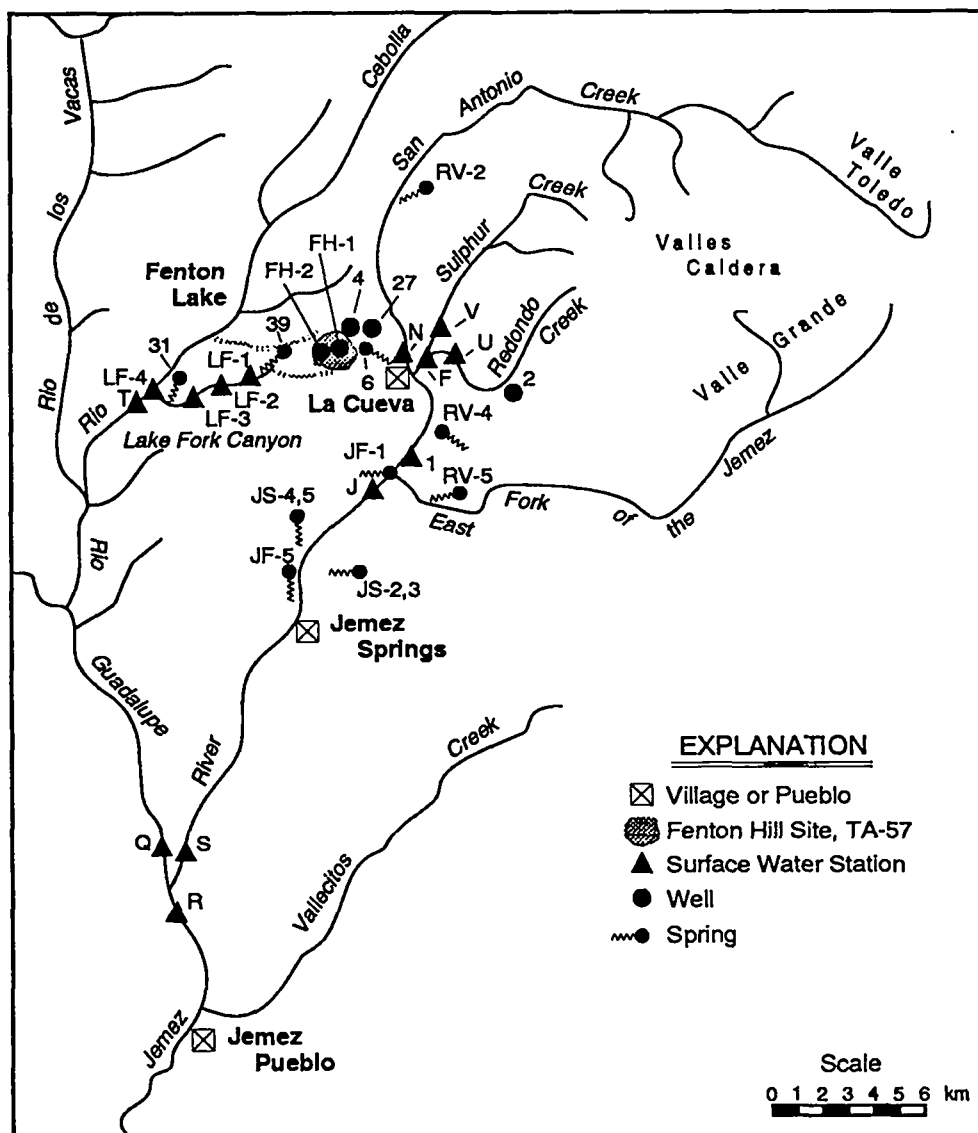 Vacas
los
de
Rio
Cebolla
San
Antonio
Creek
Valle
Toledo
RV-2
Creek
Sulphur
Valles
Caldera
Fenton
Lake
FH-1
FH-2
4
27
N
V
U
F
Redondo
Creek
Valle Grande
39
31
LF-1
LF-4
T
LF-2
LF-3
6
La Cueva
2
Rio
Lake Fork Canyon
RV-4
JF-1
1
RV-5
J
East Fork of the Jemez
JS-4,5
JF-5
JS-2,3
Rio
Jemez
Springs
Guadalupe
River
Creek
Vallecitos
Q
S
R
Jemez
Jemez
Pueblo
EXPLANATION
Village or Pueblo
Fenton Hill Site, TA-57
Surface Water Station
Well
Spring
Scale
0 1 2 3 4 5 6 km